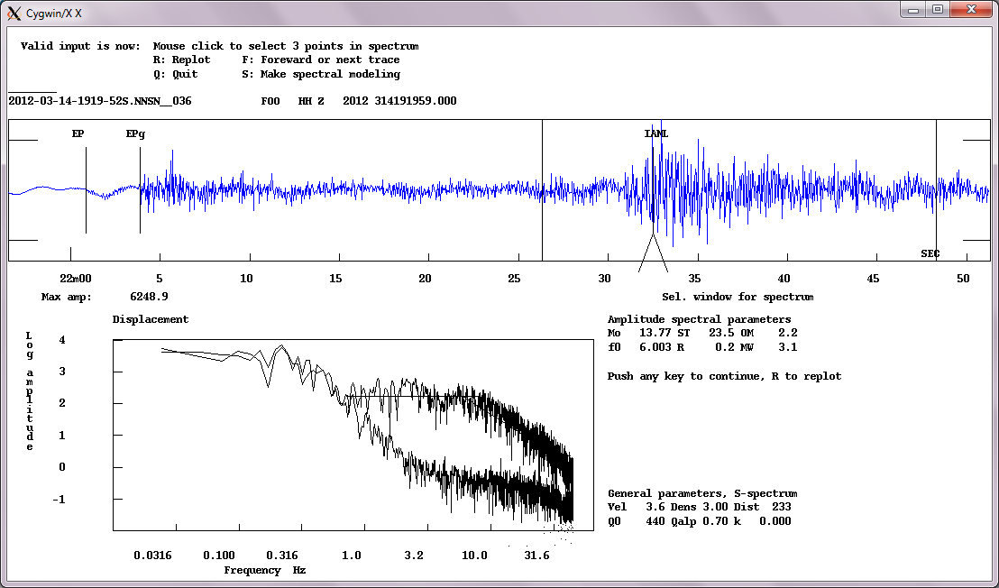 Cygwin/X X
Valid input is now: Mouse click to select 3 points in spectrum
R: Replot F: Foreward or next trace
Q: Quit S: Make spectral modeling
2012-03-14-1919-52S.NNSN__036 FOO HH Z 2012 314191959.000
EP EPg IAML
SEC
22m00 5 10 15 20 25 30 35 40 45 50
Max amp: 6248.9 Sel. window for spectrum
Displacement
Log amplitude
4
3
2
1
0
-1
0.0316 0.100 0.316 1.0 3.2 10.0 31.6
Frequency Hz
Amplitude spectral parameters
Mo 13.77 ST 23.5 OM 2.2
f0 6.003 R 0.2 MW 3.1
Push any key to continue, R to replot
General parameters, S-spectrum
Vel 3.6 Dens 3.00 Dist 233
Q0 440 Qalp 0.70 k 0.000